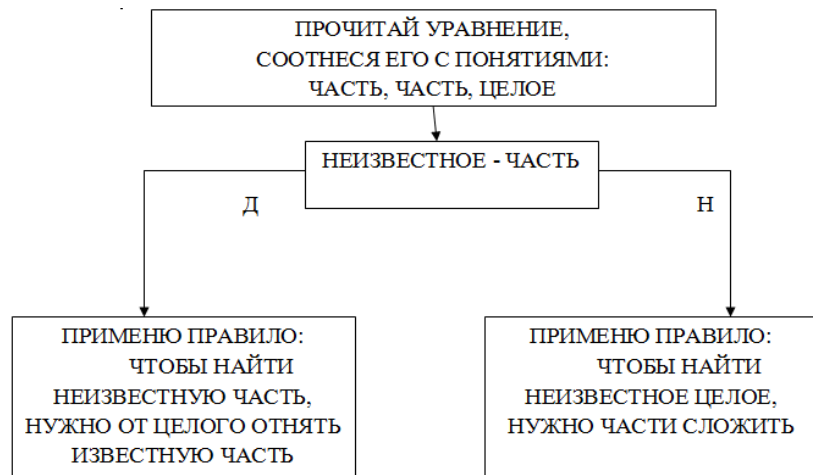 ПРОЧИТАЙ УРАВНЕНИЕ,
СООТНЕСЯ ЕГО С ПОНЯТИЯМИ:
ЧАСТЬ, ЧАСТЬ, ЦЕЛОЕ
НЕИЗВЕСТНОЕ - ЧАСТЬ
Д
Н
ПРИМЕНЮ ПРАВИЛО:
ЧТОБЫ НАЙТИ
НЕИЗВЕСТНУЮ ЧАСТЬ,
НУЖНО ОТ ЦЕЛОГО ОТНЯТЬ
ИЗВЕСТНУЮ ЧАСТЬ
ПРИМЕНЮ ПРАВИЛО:
ЧТОБЫ НАЙТИ
НЕИЗВЕСТНОЕ ЦЕЛОЕ,
НУЖНО ЧАСТИ СЛОЖИТЬ